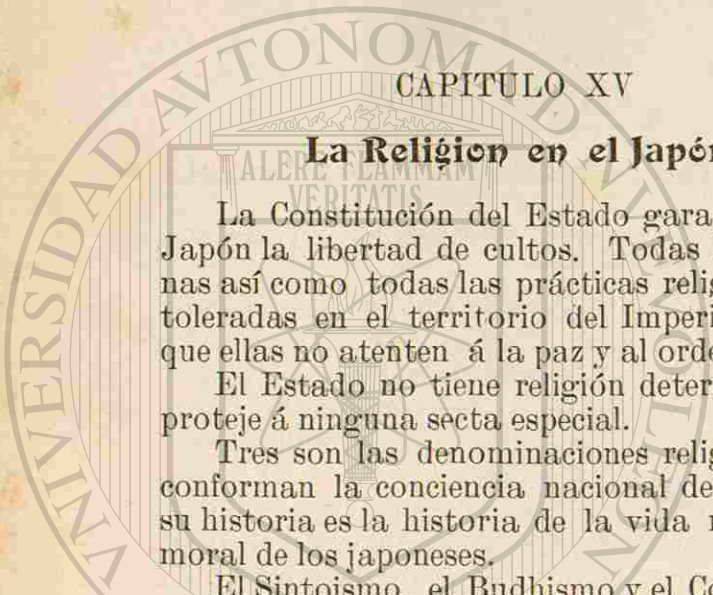 CAPITULO XV
La Religion en el Japón
La Constitución del Estado gara
Japón la libertad de cultos. Todas
nas así como todas las prácticas reli
toleradas en el territorio del Imperi
que ellas no atenten á la paz y al orde
El Estado no tiene religión deter
proteje á ninguna secta especial.
Tres son las denominaciones reli
conforman la conciencia nacional de
su historia es la historia de la vida
moral de los japoneses.
El Sintoismo, el Budhismo y el Co
UNIVERSIDAD AUTONOMA DE NUEVO LEON
ALERE FLAMMAM
VERITATIS